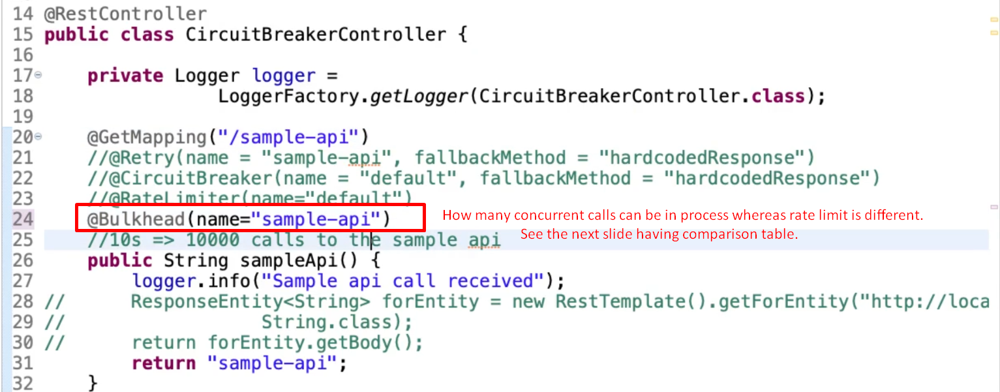 14 @RestController
15 public class CircuitBreakerController {
16
17 private Logger logger =
18 LoggerFactory.getLogger(CircuitBreakerController.class);
19
20 @GetMapping("/sample-api")
21 //@Retry(name = "sample-api", fallbackMethod = "hardcodedResponse")
22 //@CircuitBreaker(name = "default", fallbackMethod = "hardcodedResponse")
23 //@RateLimiter(name="default")
24 @Bulkhead(name="sample-api")
How many concurrent calls can be in process whereas rate limit is different.
See the next slide having comparison table.
25 //10s => 10000 calls to the sample api
26 public String sampleApi() {
27 logger.info("Sample api call received");
28 // ResponseEntity<String> forEntity = new RestTemplate().getForEntity("http://loca
29 // String.class);
30 // return forEntity.getBody();
31 return "sample-api";
32 }